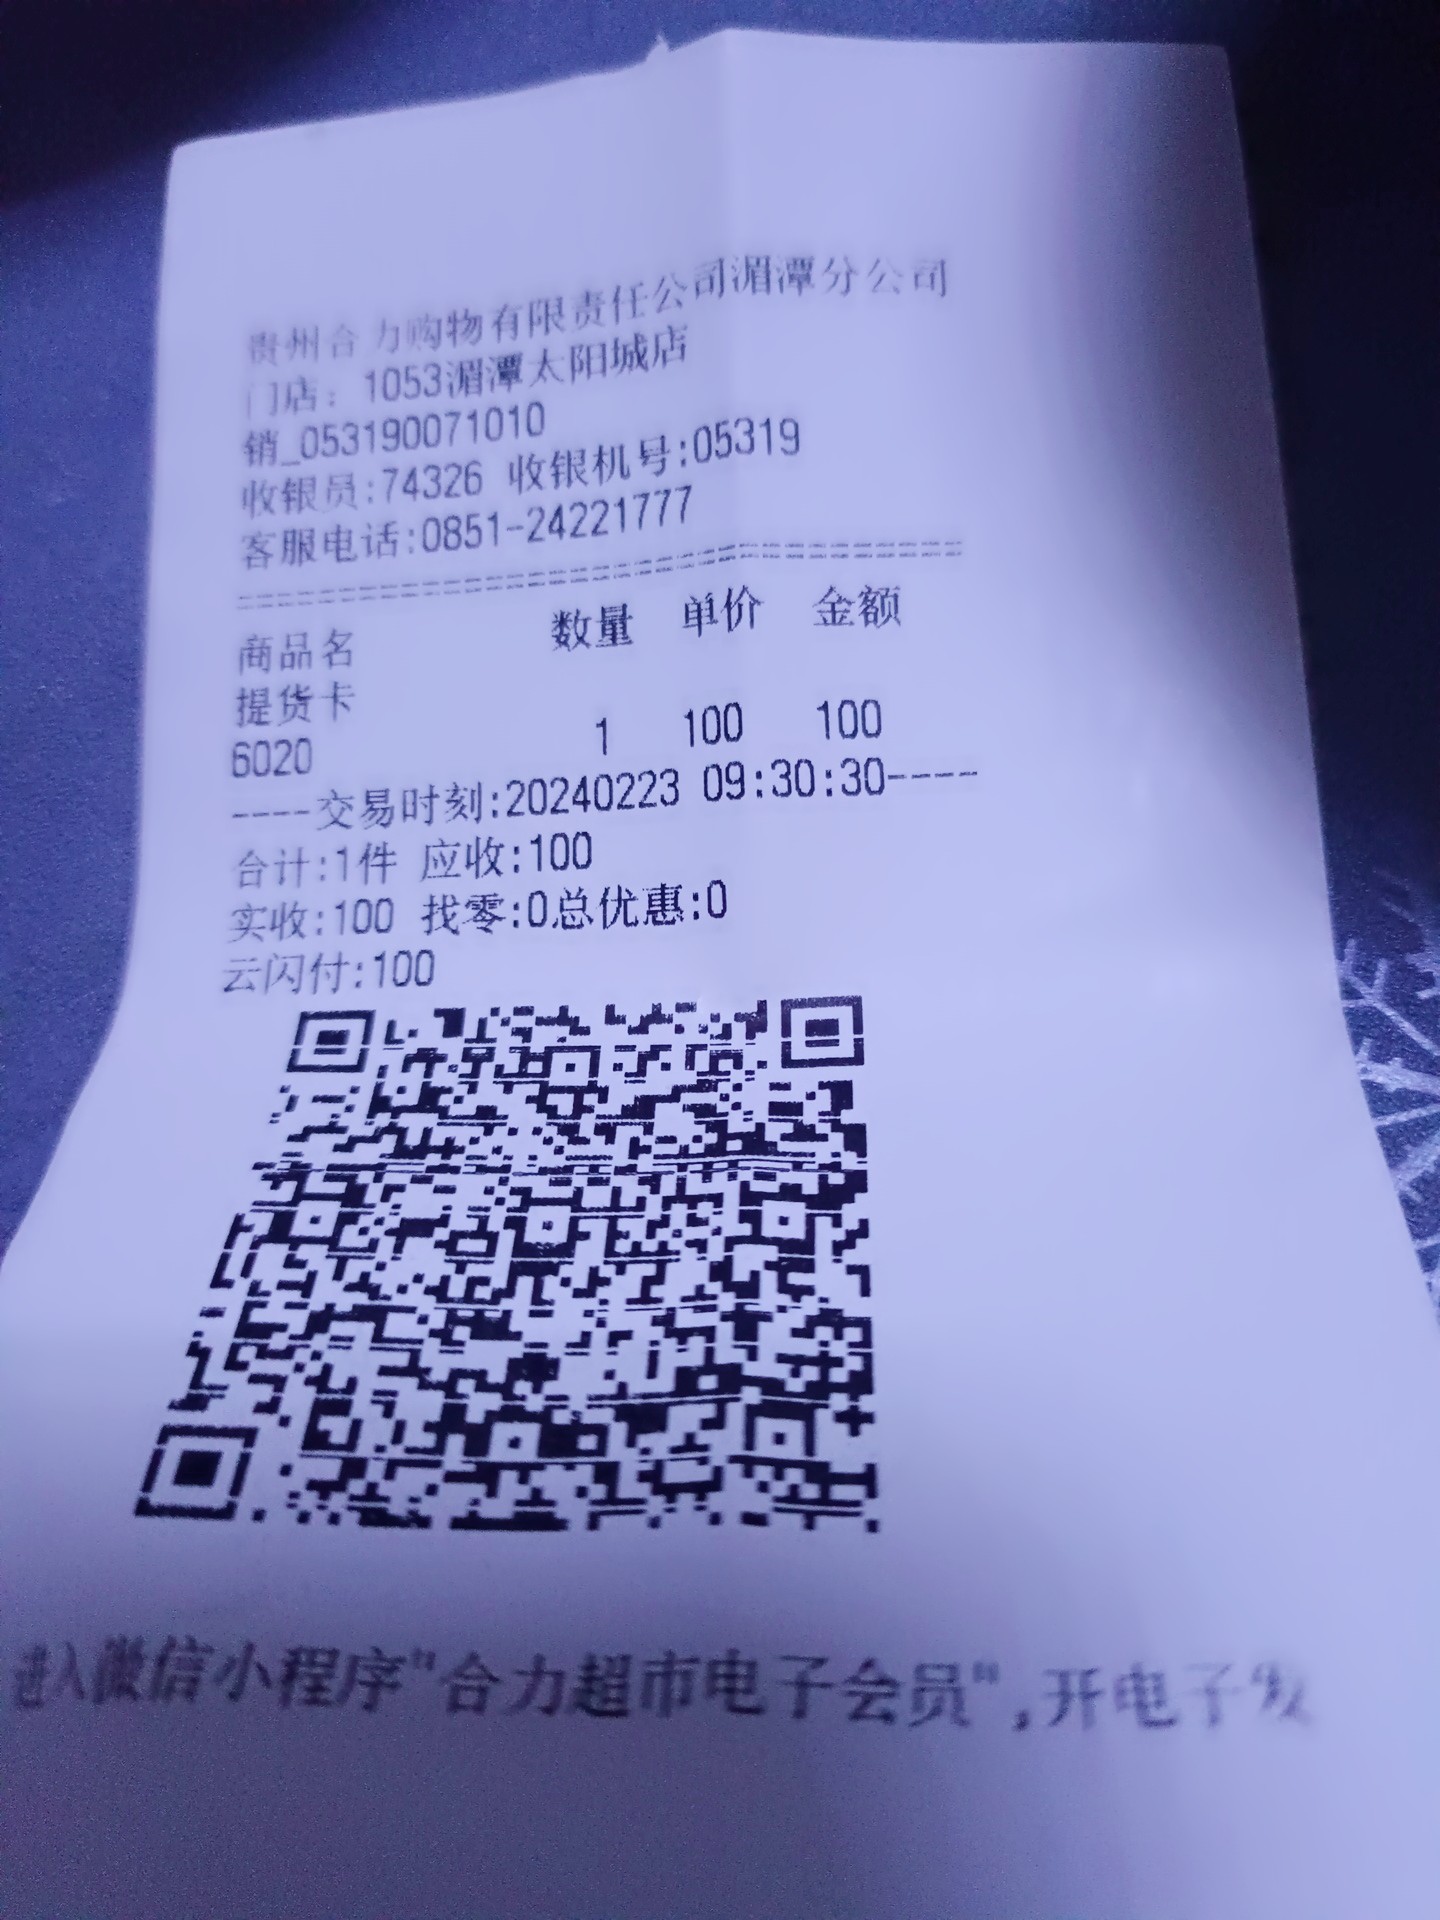 贵州合力购物有限责任公司湄潭分公司
门店：1053湄潭太阳城店
销_053190071010
收银员:74326 收银机号:05319
客服电话:0851-24221777
================================
商品名 数量 单价 金额
提货卡
6020 1 100 100
----交易时刻:20240223 09:30:30----
合计:1件 应收:100
实收:100 找零:0总优惠:0
云闪付:100
进入微信小程序"合力超市电子会员",开电子发